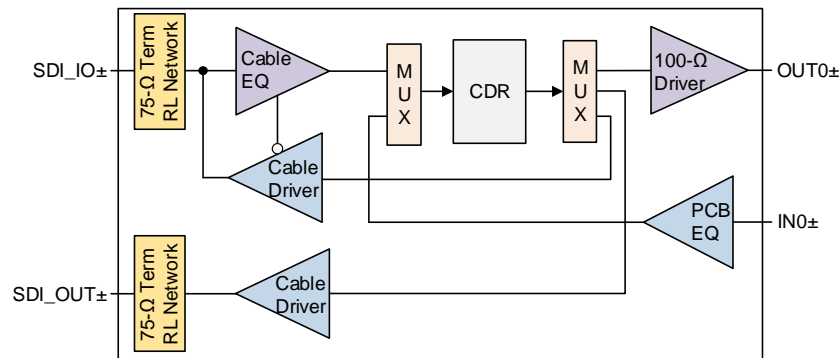 SDI_IO±
75-Ω Term
RL Network
Cable
EQ
M
U
X
CDR
M
U
X
100-Ω
Driver
OUT0±
Cable
Driver
PCB
EQ
IN0±
SDI_OUT±
75-Ω Term
RL Network
Cable
Driver